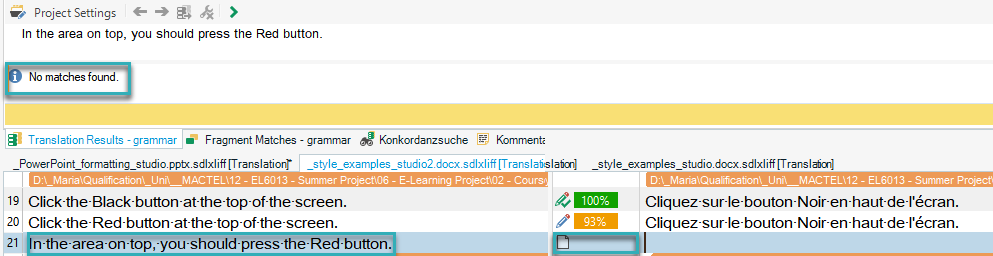 Project Settings
In the area on top, you should press the Red button.
No matches found.
Translation Results - grammar Fragment Matches - grammar Konkordanzsuche Kommenta
_PowerPoint_formatting_studio.pptx.sdlxliff [Translation]* _style_examples_studio2.docx.sdlxliff [Translatislation] _style_examples_studio.docx.sdlxliff [Translation]
D:\_Maria\Qualification\_Uni\__MACTEL\12 - EL6013 - Summer Project\06 - E-Learning Project\02 - Cours D:\_Maria\Qualification\_Uni\__MACTEL\12 - EL6013 - Summer
19 Click the Black button at the top of the screen. 100% Cliquez sur le bouton Noir en haut de l'écran.
20 Click the Red button at the top of the screen. 93% Cliquez sur le bouton Noir en haut de l'écran.
21 In the area on top, you should press the Red button.